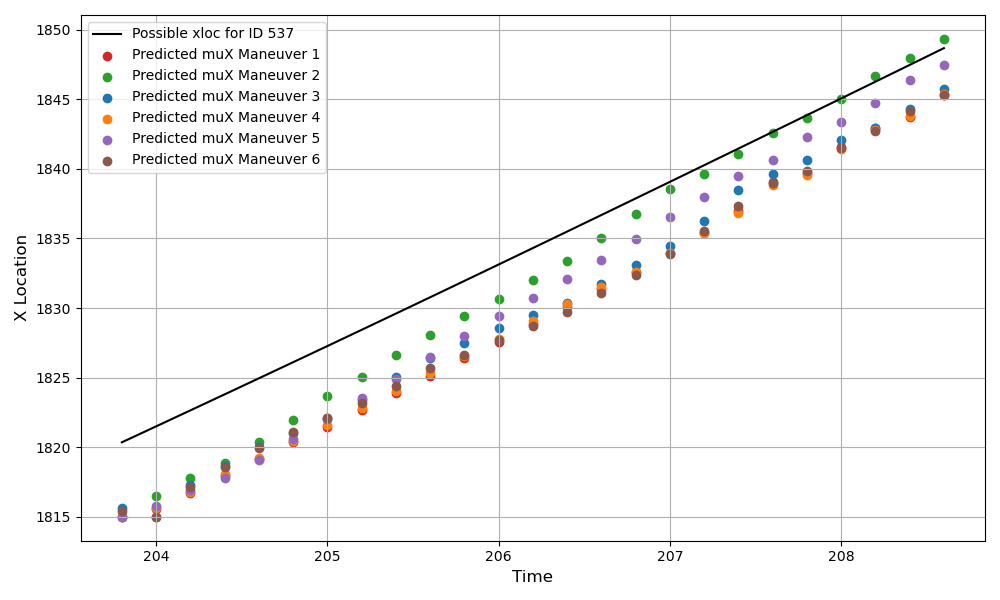 1850
1845
1840
1835
1830
1825
1820
1815
X Location
Possible xloc for ID 537
Predicted muX Maneuver 1
Predicted muX Maneuver 2
Predicted muX Maneuver 3
Predicted muX Maneuver 4
Predicted muX Maneuver 5
Predicted muX Maneuver 6
204 205 206 207 208
Time